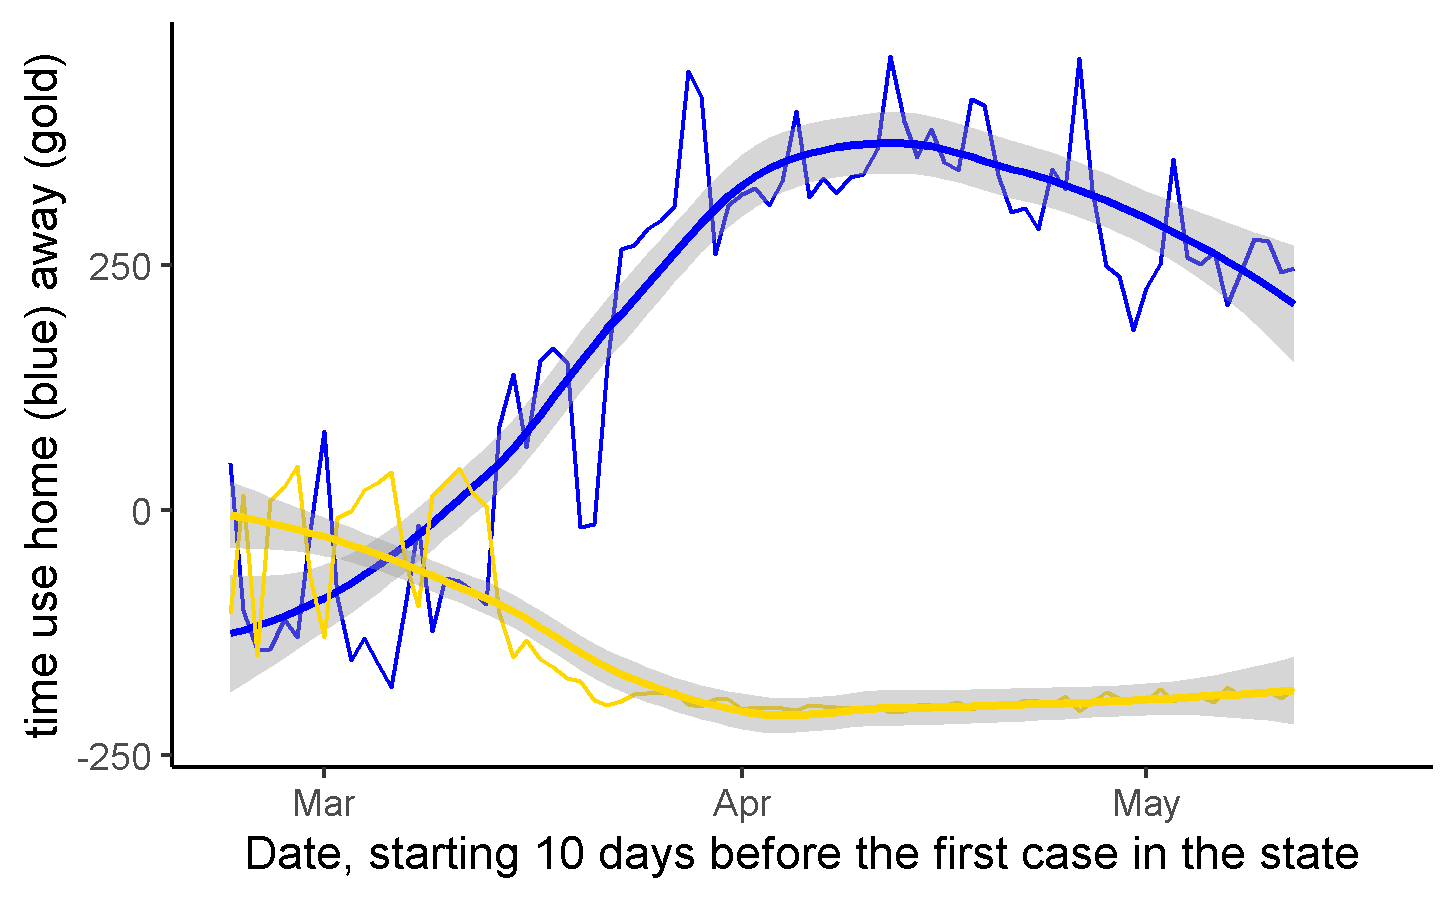 time use home (blue) away (gold)
250
0
-250
Mar
Apr
May
Date, starting 10 days before the first case in the state